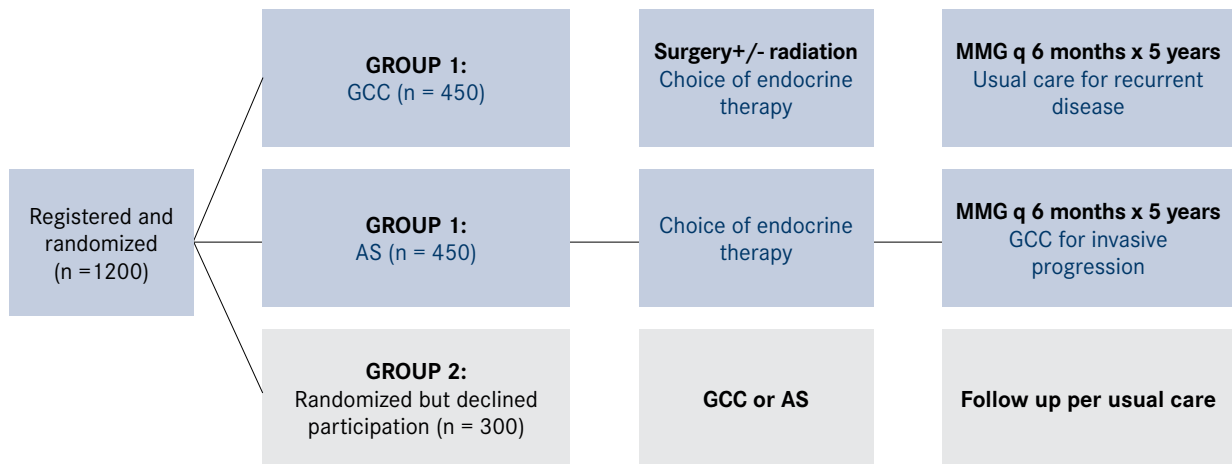 GROUP 1:
GCC (n = 450)
Surgery+/- radiation
Choice of endocrine
therapy
MMG q 6 months x 5 years
Usual care for recurrent
disease
Registered and
randomized
(n =1200)
GROUP 1:
AS (n = 450)
Choice of endocrine
therapy
MMG q 6 months x 5 years
GCC for invasive
progression
GROUP 2:
Randomized but declined
participation (n = 300)
GCC or AS
Follow up per usual care